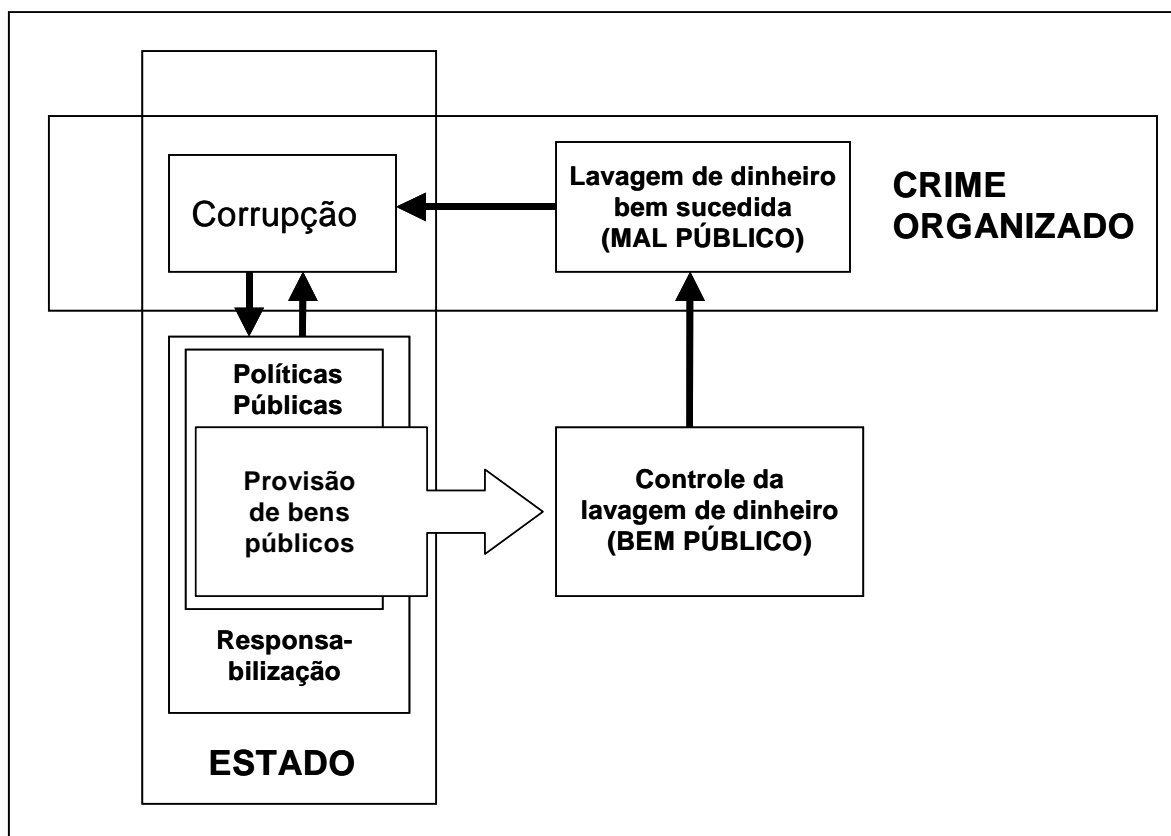 Corrupção
Lavagem de dinheiro
bem sucedida
(MAL PÚBLICO)
CRIME
ORGANIZADO
Políticas
Públicas
Provisão
de bens
públicos
Controle da
lavagem de dinheiro
(BEM PÚBLICO)
Responsa-
bilização
ESTADO